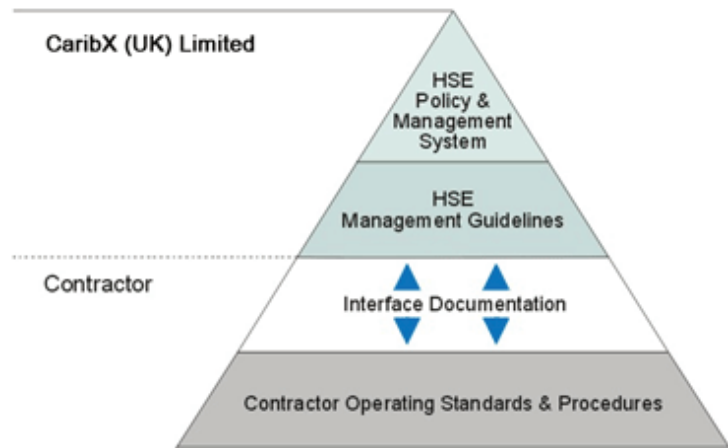 CaribX (UK) Limited
HSE
Policy &
Management
System
HSE
Management Guidelines
Contractor
Interface Documentation
Contractor Operating Standards & Procedures